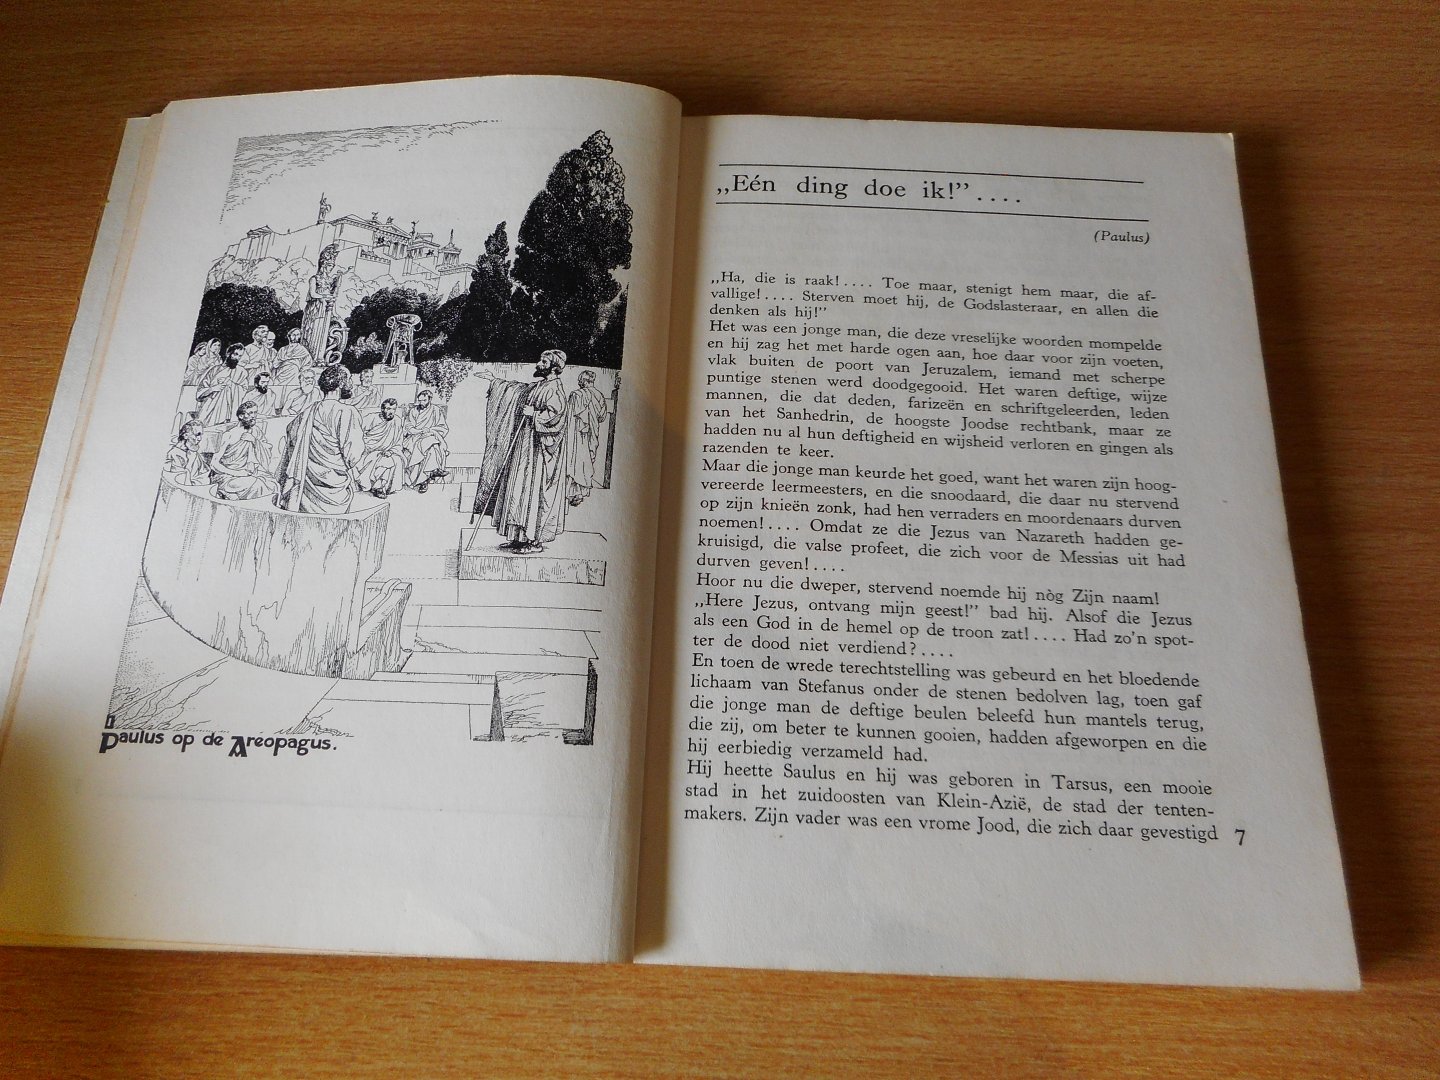 Paulus op de Areopagus.
„Eén ding doe ik!”....
(Paulus)
„Ha, die is raak!.... Toe maar, stenigt hem maar, die af-
vallige!.... Sterven moet hij, de Godslasteraar, en allen die
denken als hij!”
Het was een jonge man, die deze vreselijke woorden mompelde
en hij zag het met harde ogen aan, hoe daar voor zijn voeten,
vlak buiten de poort van Jeruzalem, iemand met scherpe
puntige stenen werd doodgegooid. Het waren deftige, wijze
mannen, die dat deden, farizeën en schriftgeleerden, leden
van het Sanhedrin, de hoogste Joodse rechtbank, maar ze
hadden nu al hun deftigheid en wijsheid verloren en gingen als
razenden te keer.
Maar die jonge man keurde het goed, want het waren zijn hoog-
vereerde leermeesters, en die snoodaard, die daar nu stervend
op zijn knieën zonk, had hen verraders en moordenaars durven
noemen!.... Omdat ze die Jezus van Nazareth hadden ge-
kruisigd, die valse profeet, die zich voor de Messias uit had
durven geven!....
Hoor nu die dweper, stervend noemde hij nòg Zijn naam!
„Here Jezus, ontvang mijn geest!” bad hij. Alsof die Jezus
als een God in de hemel op de troon zat!.... Had zo'n spot-
ter de dood niet verdiend?....
En toen de wrede terechtstelling was gebeurd en het bloedende
lichaam van Stefanus onder de stenen bedolven lag, toen gaf
die jonge man de deftige beulen beleefd hun mantels terug,
die zij, om beter te kunnen gooien, hadden afgeworpen en die
hij eerbiedig verzameld had.
Hij heette Saulus en hij was geboren in Tarsus, een mooie
stad in het zuidoosten van Klein-Azië, de stad der tenten-
makers. Zijn vader was een vrome Jood, die zich daar gevestigd
7